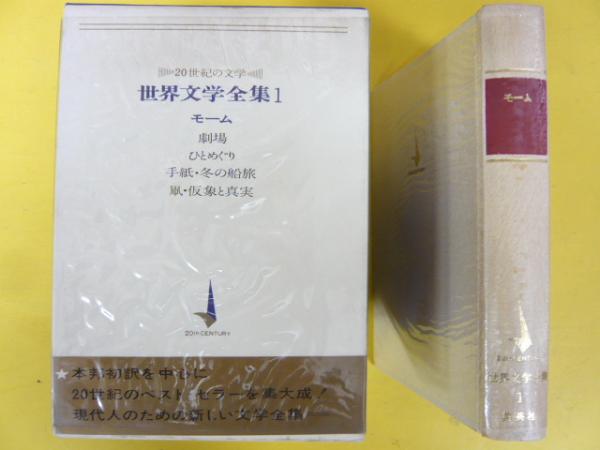 20世紀の文学
世界文学全集1
モーム
劇場
ひとめぐり
手紙・冬の船旅
凧・仮象と真実
20th CENTURY
★本邦初訳を中心に
20世紀のベストセラーを集大成!
現代人のための新しい文学全集
モーム
世界文学全集
1
集英社